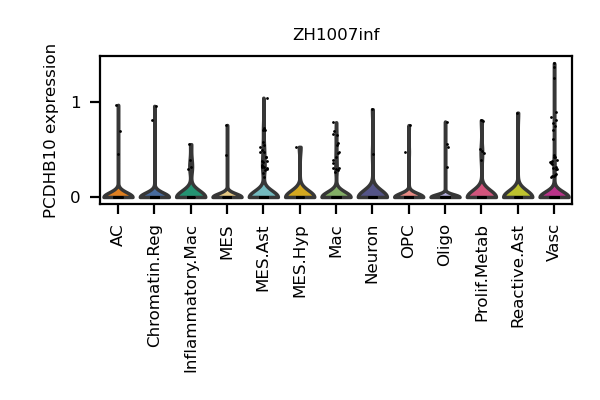 ZH1007inf
PCDHB10 expression
1
0
AC
Chromatin.Reg
Inflammatory.Mac
MES
MES.Ast
MES.Hyp
Mac
Neuron
OPC
Oligo
Prolif.Metab
Reactive.Ast
Vasc